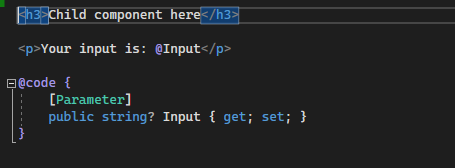 <h3>Child component here</h3>
<p>Your input is: @Input</p>
@code {
[Parameter]
public string? Input { get; set; }
}